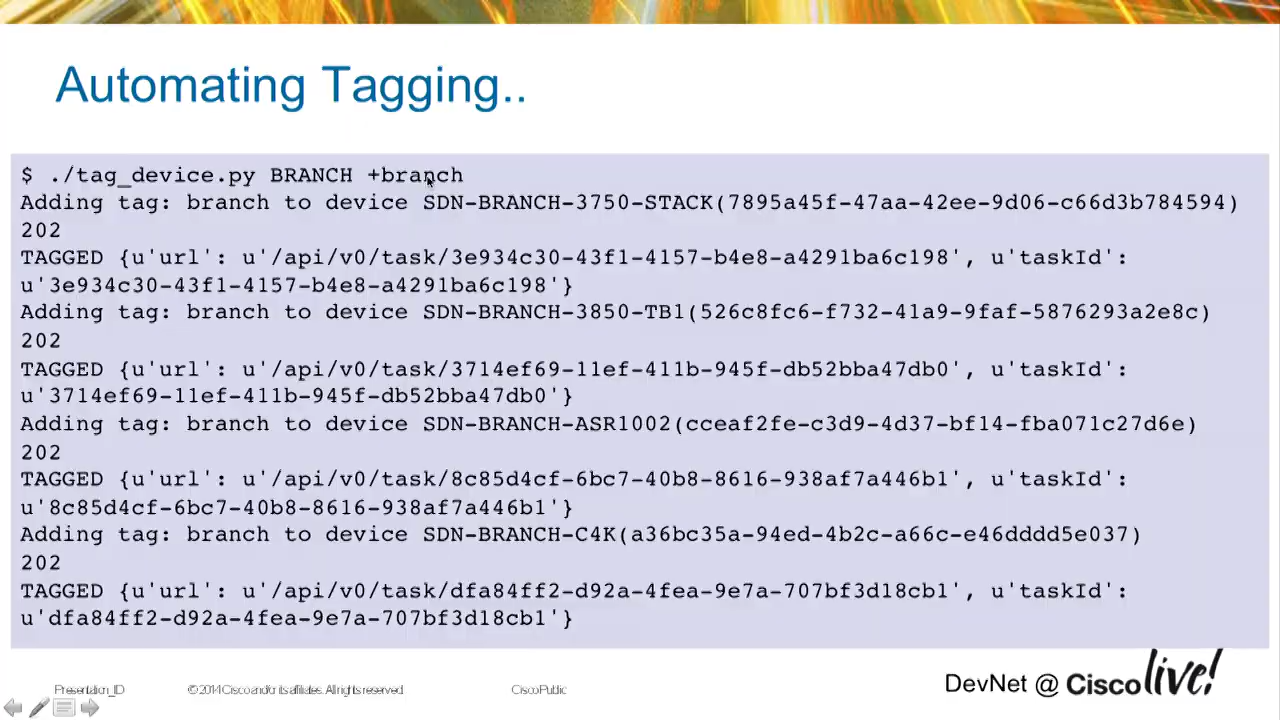 Automating Tagging..
$ ./tag_device.py BRANCH +branch
Adding tag: branch to device SDN-BRANCH-3750-STACK(7895a45f-47aa-42ee-9d06-c66d3b784594)
202
TAGGED {u'url': u'/api/v0/task/3e934c30-43f1-4157-b4e8-a4291ba6c198', u'taskId':
u'3e934c30-43f1-4157-b4e8-a4291ba6c198'}
Adding tag: branch to device SDN-BRANCH-3850-TB1(526c8fc6-f732-41a9-9faf-5876293a2e8c)
202
TAGGED {u'url': u'/api/v0/task/3714ef69-11ef-411b-945f-db52bba47db0', u'taskId':
u'3714ef69-11ef-411b-945f-db52bba47db0'}
Adding tag: branch to device SDN-BRANCH-ASR1002(cceaf2fe-c3d9-4d37-bf14-fba071c27d6e)
202
TAGGED {u'url': u'/api/v0/task/8c85d4cf-6bc7-40b8-8616-938af7a446b1', u'taskId':
u'8c85d4cf-6bc7-40b8-8616-938af7a446b1'}
Adding tag: branch to device SDN-BRANCH-C4K(a36bc35a-94ed-4b2c-a66c-e46dddd5e037)
202
TAGGED {u'url': u'/api/v0/task/dfa84ff2-d92a-4fea-9e7a-707bf3d18cb1', u'taskId':
u'dfa84ff2-d92a-4fea-9e7a-707bf3d18cb1'}
Presentation_ID © 2014 Cisco and/or its affiliates. All rights reserved. Cisco Public
DevNet @ Cisco live!